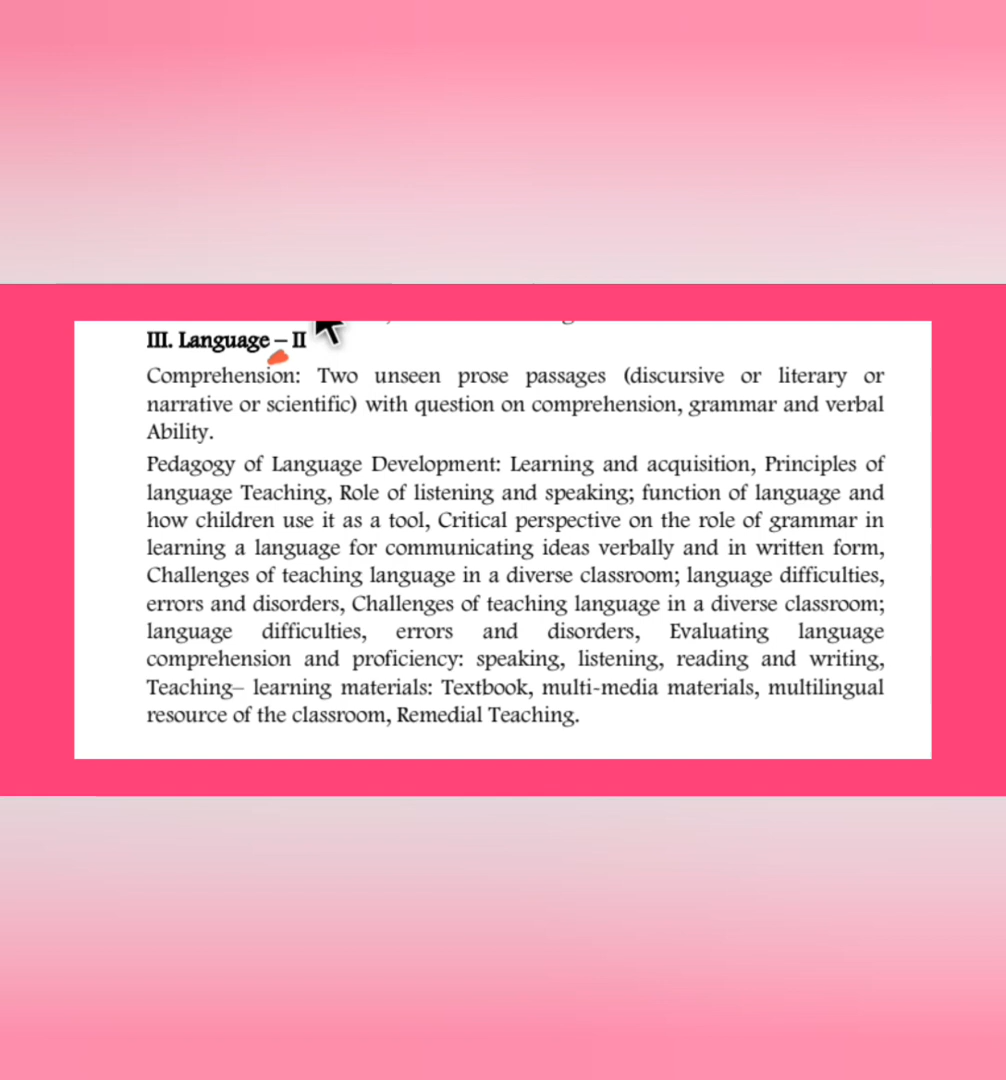 III. Language – II
Comprehension: Two unseen prose passages (discursive or literary or
narrative or scientific) with question on comprehension, grammar and verbal
Ability.
Pedagogy of Language Development: Learning and acquisition, Principles of
language Teaching, Role of listening and speaking; function of language and
how children use it as a tool, Critical perspective on the role of grammar in
learning a language for communicating ideas verbally and in written form,
Challenges of teaching language in a diverse classroom; language difficulties,
errors and disorders, Challenges of teaching language in a diverse classroom;
language difficulties, errors and disorders, Evaluating language
comprehension and proficiency: speaking, listening, reading and writing,
Teaching– learning materials: Textbook, multi-media materials, multilingual
resource of the classroom, Remedial Teaching.